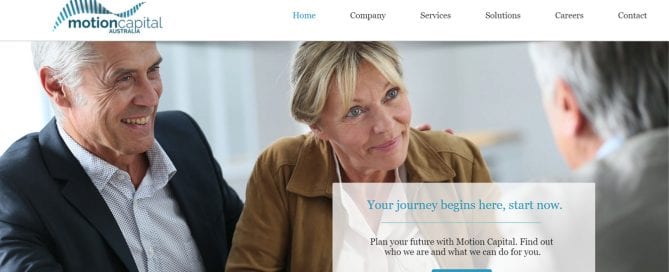 motioncapital
AUSTRALIA
Home Company Services Solutions Careers Contact
Your journey begins here, start now.
Plan your future with Motion Capital. Find out
who we are and what we can do for you.